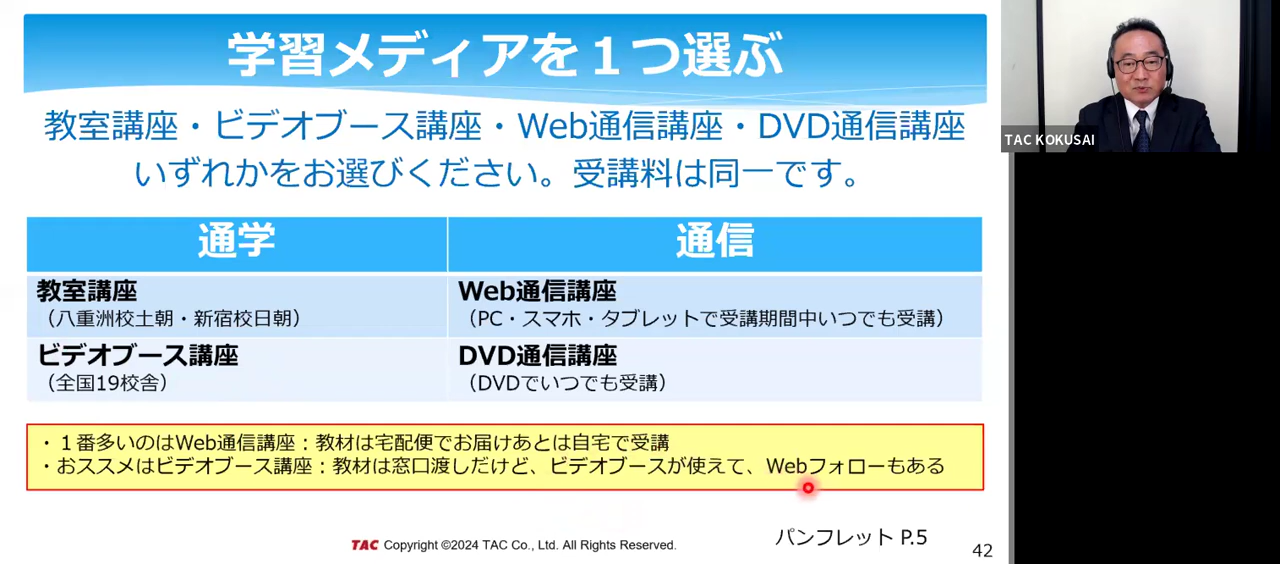 学習メディアを１つ選ぶ
教室講座・ビデオブース講座・Web通信講座・DVD通信講座
いずれかをお選びください。受講料は同一です。
通学
通信
教室講座
（八重洲校土朝・新宿校日朝）
Web通信講座
（PC・スマホ・タブレットで受講期間中いつでも受講）
ビデオブース講座
（全国19校舎）
DVD通信講座
（DVDでいつでも受講）
・１番多いのはWeb通信講座：教材は宅配便でお届けあとは自宅で受講
・おススメはビデオブース講座：教材は窓口渡しだけど、ビデオブースが使えて、Webフォローもある
パンフレット P.5
TAC Copyright ©2024 TAC Co., Ltd. All Rights Reserved.
42
TAC KOKUSAI